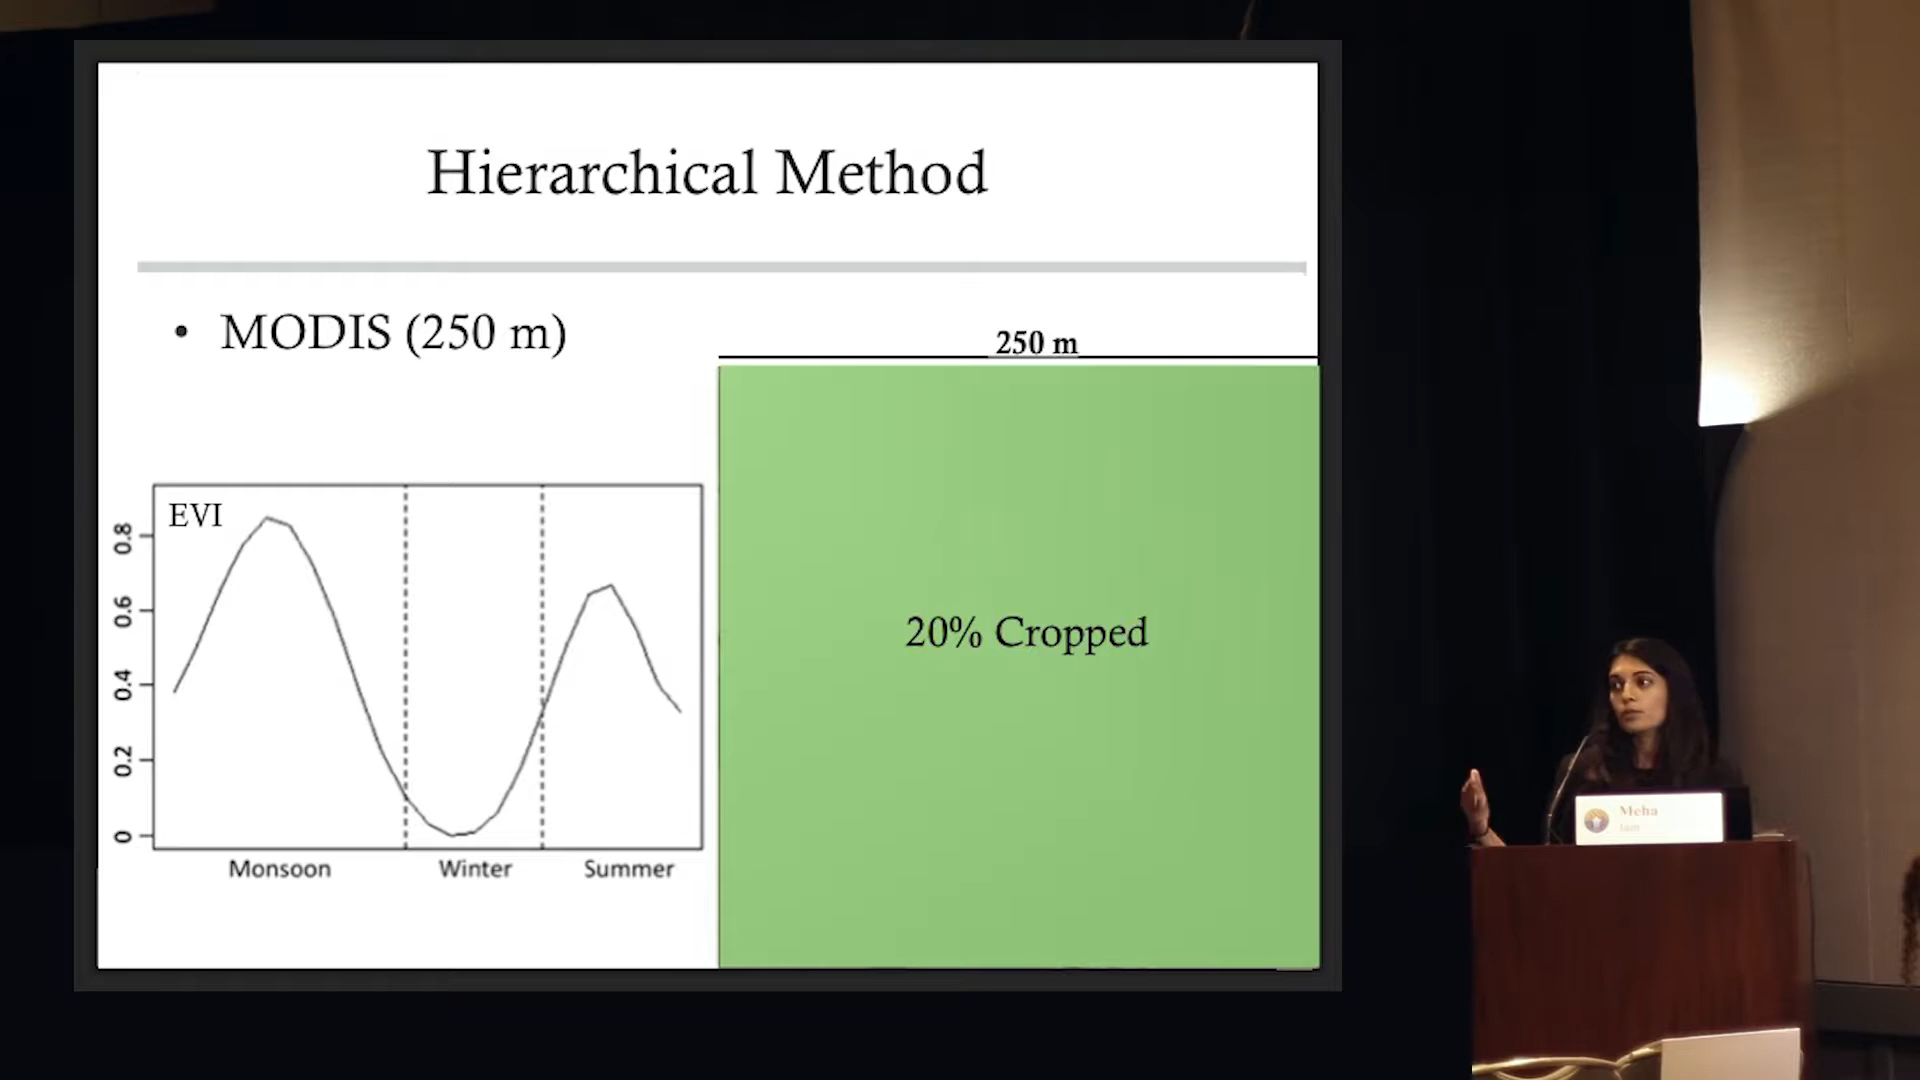 Hierarchical Method
• MODIS (250 m)
250 m
EVI
0.8
0.6
0.4
0.2
0
Monsoon Winter Summer
20% Cropped
Meha